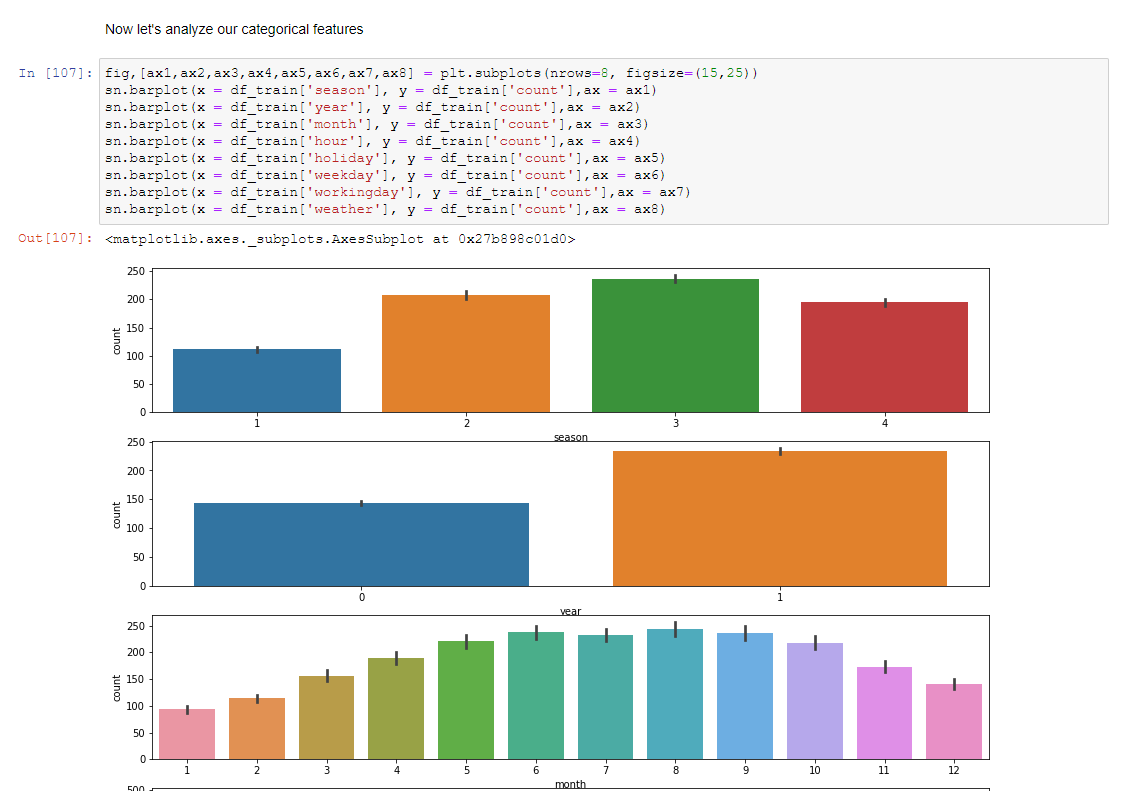 Now let's analyze our categorical features
In [107]: fig,[ax1,ax2,ax3,ax4,ax5,ax6,ax7,ax8] = plt.subplots(nrows=8, figsize=(15,25))
sn.barplot(x = df_train['season'], y = df_train['count'],ax = ax1)
sn.barplot(x = df_train['year'], y = df_train['count'],ax = ax2)
sn.barplot(x = df_train['month'], y = df_train['count'],ax = ax3)
sn.barplot(x = df_train['hour'], y = df_train['count'],ax = ax4)
sn.barplot(x = df_train['holiday'], y = df_train['count'],ax = ax5)
sn.barplot(x = df_train['weekday'], y = df_train['count'],ax = ax6)
sn.barplot(x = df_train['workingday'], y = df_train['count'],ax = ax7)
sn.barplot(x = df_train['weather'], y = df_train['count'],ax = ax8)
Out[107]: <matplotlib.axes._subplots.AxesSubplot at 0x27b898c01d0>
250
200
150
100
50
0
count
1 2 3 4
season
250
200
150
100
50
0
count
0 1
year
250
200
150
100
50
0
count
1 2 3 4 5 6 7 8 9 10 11 12
month
500